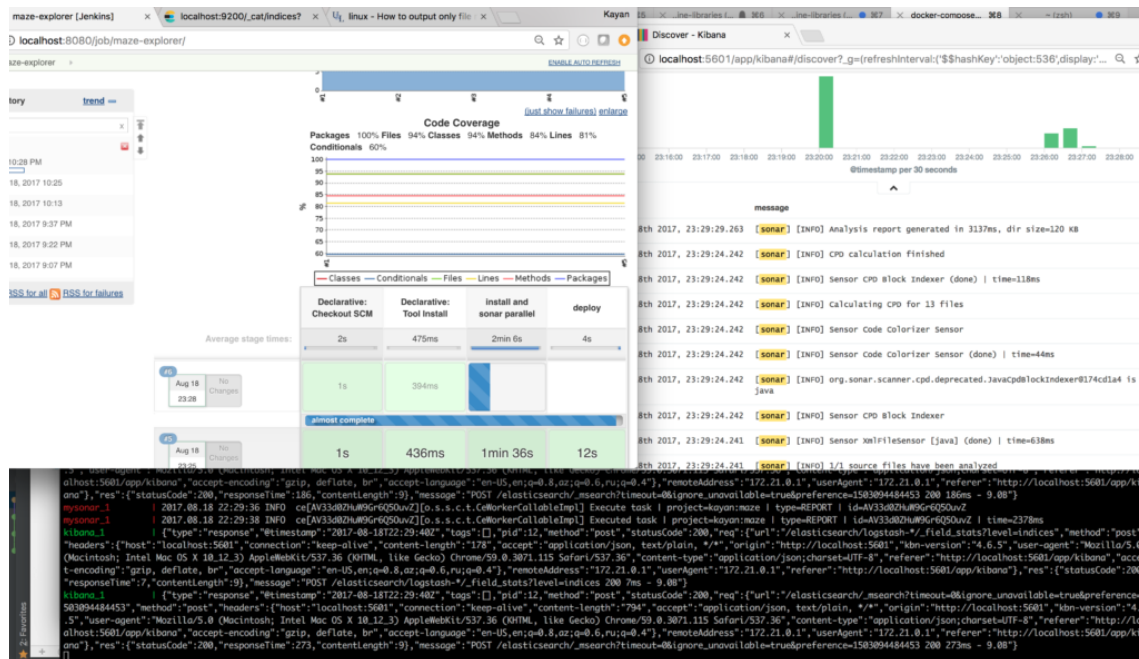 maze-explorer [Jenkins] × localhost:9200/_cat/indices? × linux - How to output only file × Kayan
localhost:8080/job/maze-explorer/
ze-explorer
ENABLE AUTO REFRESH
tory trend
x
10:28 PM
18, 2017 10:25
18, 2017 10:13
18, 2017 9:37 PM
18, 2017 9:22 PM
18, 2017 9:07 PM
RSS for all RSS for failures
0
#1 #2 #3 #4 #5
(just show failures) enlarge
Code Coverage
Packages 100% Files 94% Classes 94% Methods 84% Lines 81%
Conditionals 60%
100
95
90
85
80
75
70
65
60
%
#1 #5
Classes Conditionals Files Lines Methods Packages
Declarative: Checkout SCM
Declarative: Tool Install
install and sonar parallel
deploy
Average stage times:
2s 475ms 2min 6s 4s
#6
Aug 18
23:28
No Changes
1s 394ms
almost complete
#5
Aug 18
23:25
No Changes
1s 436ms 1min 36s 12s
.ine-libraries ( ⌘6 × .ine-libraries ( ⌘7 × docker-compose... ⌘8 × ~ (zsh) ⌘9
Discover - Kibana ×
localhost:5601/app/kibana#/discover?_g=(refreshInterval:('$$hashKey':'object:536',display:'...
00 23:16:00 23:17:00 23:18:00 23:19:00 23:20:00 23:21:00 23:22:00 23:23:00 23:24:00 23:25:00 23:26:00 23:27:00 23:28:00
@timestamp per 30 seconds
message
8th 2017, 23:29:29.263 [sonar] [INFO] Analysis report generated in 3137ms, dir size=120 KB
8th 2017, 23:29:24.242 [sonar] [INFO] CPD calculation finished
8th 2017, 23:29:24.242 [sonar] [INFO] Sensor CPD Block Indexer (done) | time=118ms
8th 2017, 23:29:24.242 [sonar] [INFO] Calculating CPD for 13 files
8th 2017, 23:29:24.242 [sonar] [INFO] Sensor Code Colorizer Sensor
8th 2017, 23:29:24.242 [sonar] [INFO] Sensor Code Colorizer Sensor (done) | time=44ms
8th 2017, 23:29:24.242 [sonar] [INFO] org.sonar.scanner.cpd.deprecated.JavaCpdBlockIndexer@174cd1a4 is
java
8th 2017, 23:29:24.242 [sonar] [INFO] Sensor CPD Block Indexer
8th 2017, 23:29:24.241 [sonar] [INFO] Sensor XmlFileSensor [java] (done) | time=638ms
8th 2017, 23:29:24.241 [sonar] [INFO] 1/1 source files have been analyzed
alhost:5601/app/kibana","accept-encoding":"gzip, deflate, br","accept-language":"en-US,en;q=0.8,az;q=0.6,ru;q=0.4"},"remoteAddress":"172.21.0.1","userAgent":"172.21.0.1","referer":"http://localhost:5601/app/ki
ana"},"res":{"statusCode":200,"responseTime":186,"contentLength":9},"message":"POST /elasticsearch/_msearch?timeout=0&ignore_unavailable=true&preference=1503094484453 200 186ms - 9.0B"}
mysonar_1 | 2017.08.18 22:29:36 INFO ce[AV33d0ZHuW9Gr6Q5OuvZ][o.s.s.c.t.CeWorkerCallableImpl] Execute task | project=kayan:maze | type=REPORT | id=AV33d0ZHuW9Gr6Q5OuvZ
mysonar_1 | 2017.08.18 22:29:38 INFO ce[AV33d0ZHuW9Gr6Q5OuvZ][o.s.s.c.t.CeWorkerCallableImpl] Executed task | project=kayan:maze | type=REPORT | id=AV33d0ZHuW9Gr6Q5OuvZ | time=2378ms
kibana_1 | {"type":"response","@timestamp":"2017-08-18T22:29:40Z","tags":[],"pid":12,"method":"post","statusCode":200,"req":{"url":"/elasticsearch/logstash-*/_field_stats?level=indices","method":"post"
"headers":{"host":"localhost:5601","connection":"keep-alive","content-length":"178","accept":"application/json, text/plain, */*","origin":"http://localhost:5601","kbn-version":"4.6.5","user-agent":"Mozilla/5.0
(Macintosh; Intel Mac OS X 10_12_3) AppleWebKit/537.36 (KHTML, like Gecko) Chrome/59.0.3071.115 Safari/537.36","content-type":"application/json;charset=UTF-8","referer":"http://localhost:5601/app/kibana","acce
t-encoding":"gzip, deflate, br","accept-language":"en-US,en;q=0.8,az;q=0.6,ru;q=0.4"},"remoteAddress":"172.21.0.1","userAgent":"172.21.0.1","referer":"http://localhost:5601/app/kibana"},"res":{"statusCode":200
"responseTime":7,"contentLength":9},"message":"POST /elasticsearch/logstash-*/_field_stats?level=indices 200 7ms - 9.0B"}
kibana_1 | {"type":"response","@timestamp":"2017-08-18T22:29:40Z","tags":[],"pid":12,"method":"post","statusCode":200,"req":{"url":"/elasticsearch/_msearch?timeout=0&ignore_unavailable=true&preference=
503094484453","method":"post","headers":{"host":"localhost:5601","connection":"keep-alive","content-length":"794","accept":"application/json, text/plain, */*","origin":"http://localhost:5601","kbn-version":"4
.5","user-agent":"Mozilla/5.0 (Macintosh; Intel Mac OS X 10_12_3) AppleWebKit/537.36 (KHTML, like Gecko) Chrome/59.0.3071.115 Safari/537.36","content-type":"application/json;charset=UTF-8","referer":"http://lo
alhost:5601/app/kibana","accept-encoding":"gzip, deflate, br","accept-language":"en-US,en;q=0.8,az;q=0.6,ru;q=0.4"},"remoteAddress":"172.21.0.1","userAgent":"172.21.0.1","referer":"http://localhost:5601/app/ki
ana"},"res":{"statusCode":200,"responseTime":273,"contentLength":9},"message":"POST /elasticsearch/_msearch?timeout=0&ignore_unavailable=true&preference=1503094484453 200 273ms - 9.0B"}
2: Favorites